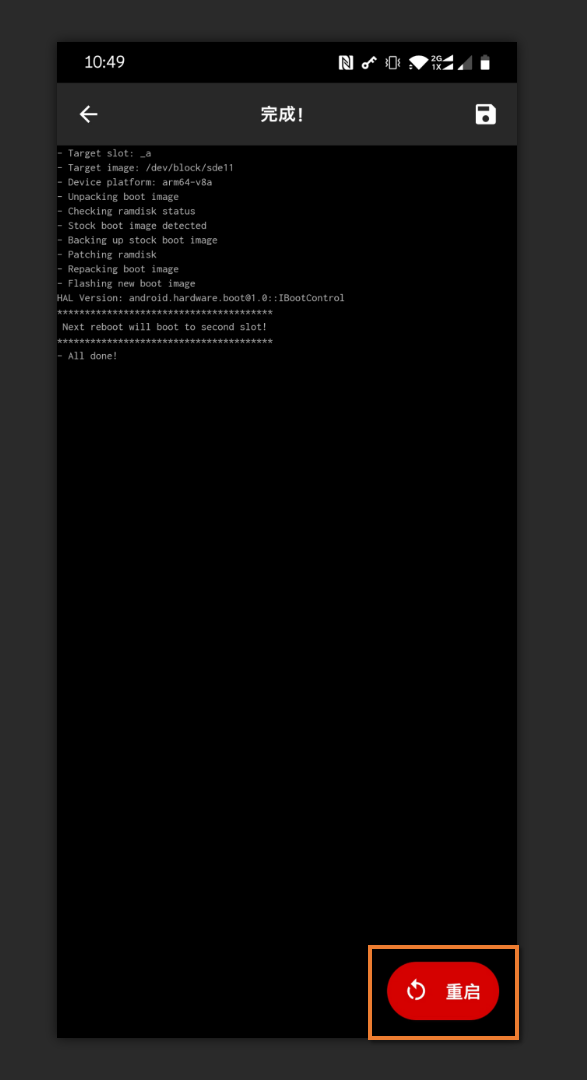 10:49
2G
1X
完成！
- Target slot: _a
- Target image: /dev/block/sde11
- Device platform: arm64-v8a
- Unpacking boot image
- Checking ramdisk status
- Stock boot image detected
- Backing up stock boot image
- Patching ramdisk
- Repacking boot image
- Flashing new boot image
HAL Version: android.hardware.boot@1.0::IBootControl
***************************************
Next reboot will boot to second slot!
***************************************
- All done!
重启